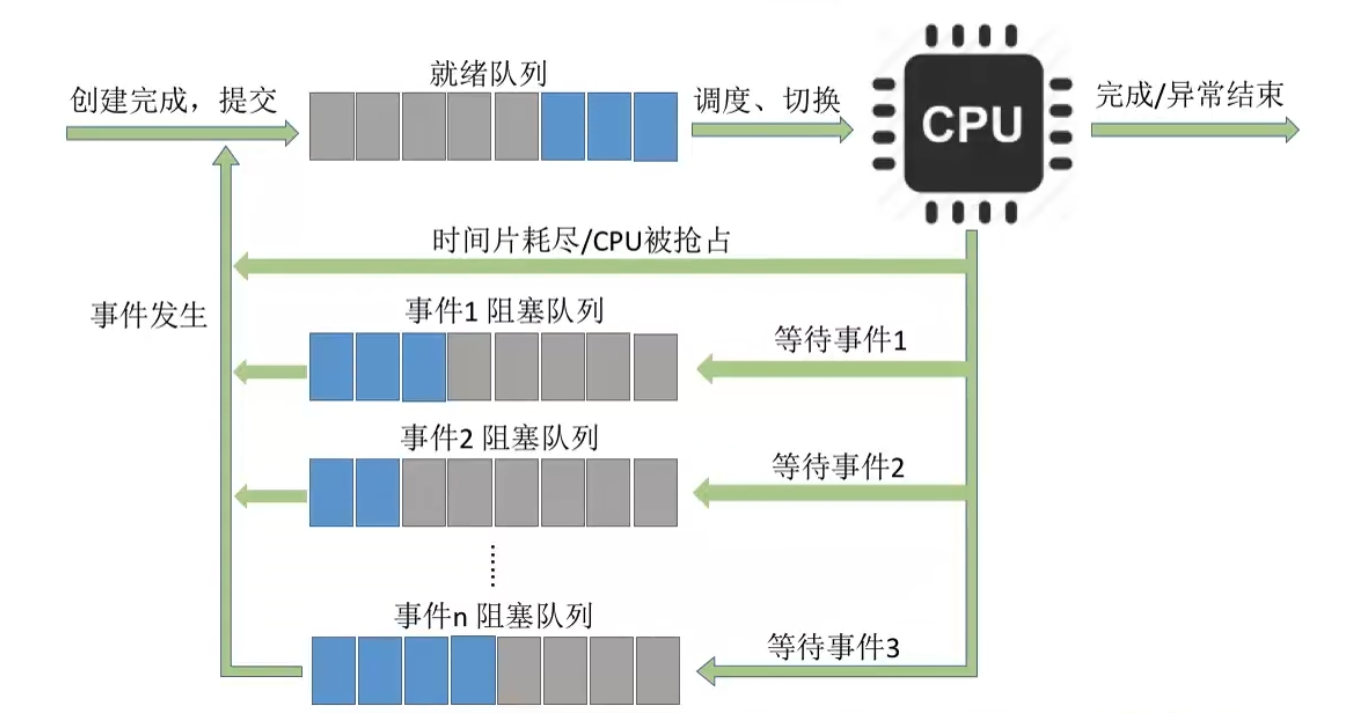 就绪队列
创建完成，提交
调度、切换
CPU
完成/异常结束
时间片耗尽/CPU被抢占
事件发生
事件1 阻塞队列
等待事件1
事件2 阻塞队列
等待事件2
事件n 阻塞队列
等待事件3